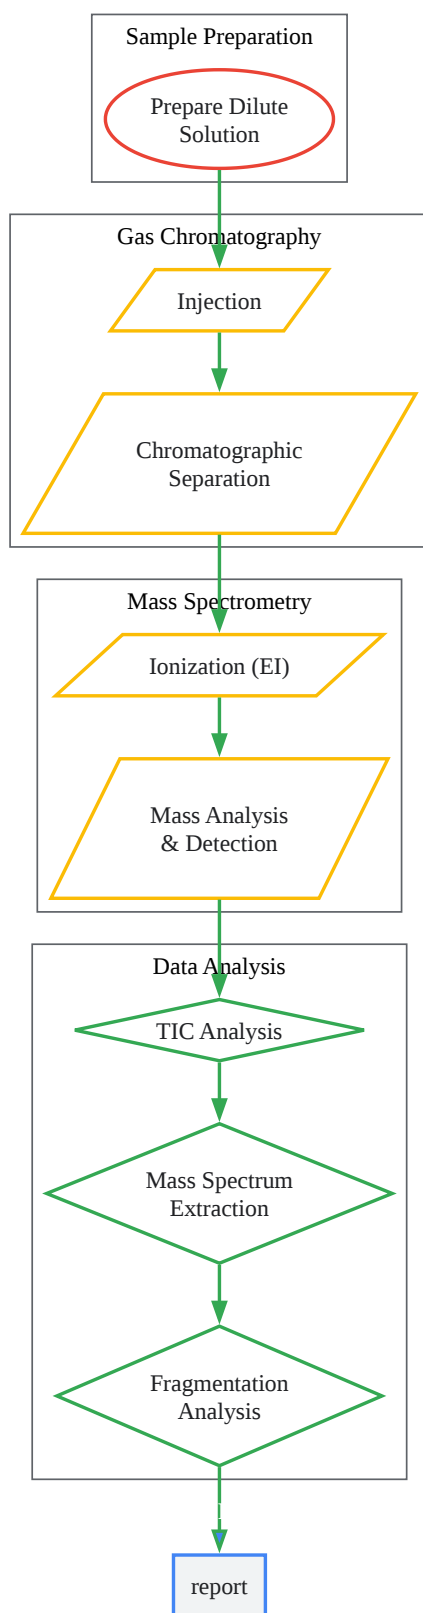 Sample Preparation
Prepare Dilute
Solution
Gas Chromatography
Injection
Chromatographic
Separation
Mass Spectrometry
Ionization (EI)
Mass Analysis
& Detection
Data Analysis
TIC Analysis
Mass Spectrum
Extraction
Fragmentation
Analysis
report